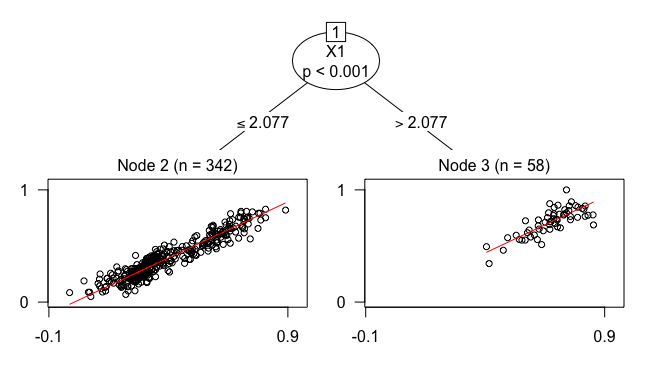 1
X1
p < 0.001
≤ 2.077
> 2.077
Node 2 (n = 342)
Node 3 (n = 58)
1
0
-0.1
0.9
1
0
-0.1
0.9